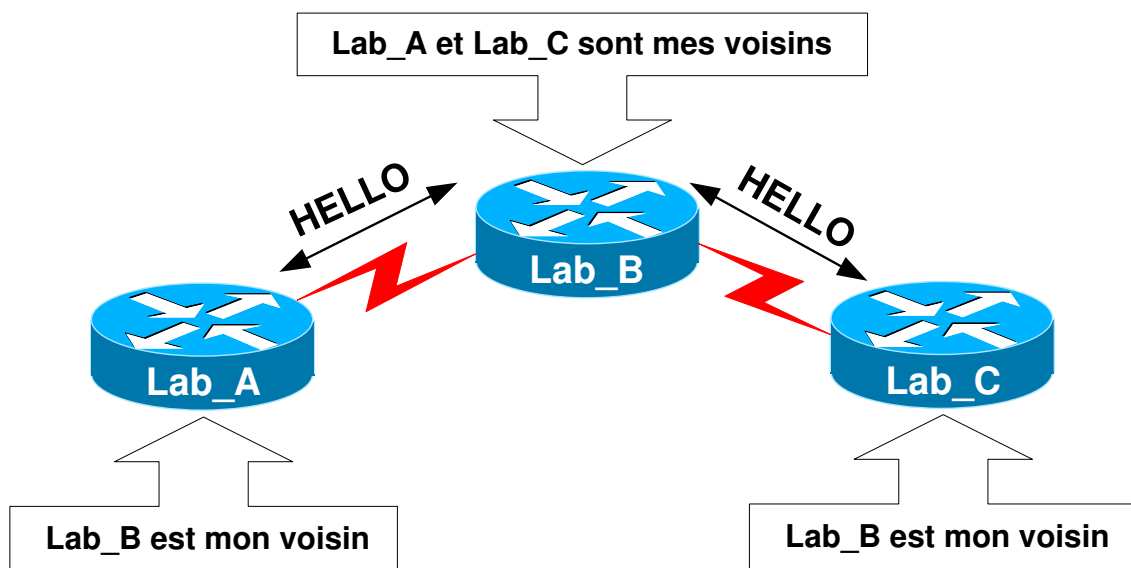 Lab_A et Lab_C sont mes voisins
HELLO
HELLO
Lab_B
Lab_A
Lab_C
Lab_B est mon voisin
Lab_B est mon voisin